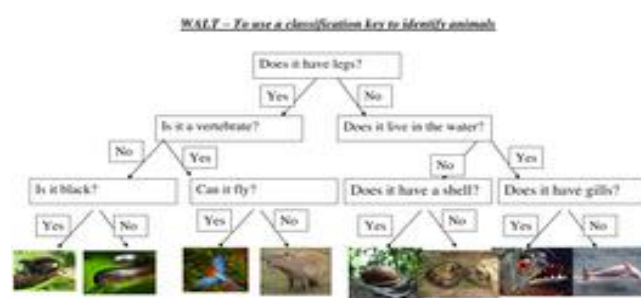 WALT – To use a classification key to identify animals
Does it have legs?
Yes
No
Is it a vertebrate?
Does it live in the water?
No
Yes
No
Yes
Is it black?
Can it fly?
Does it have a shell?
Does it have gills?
Yes
No
Yes
No
Yes
No
Yes
No